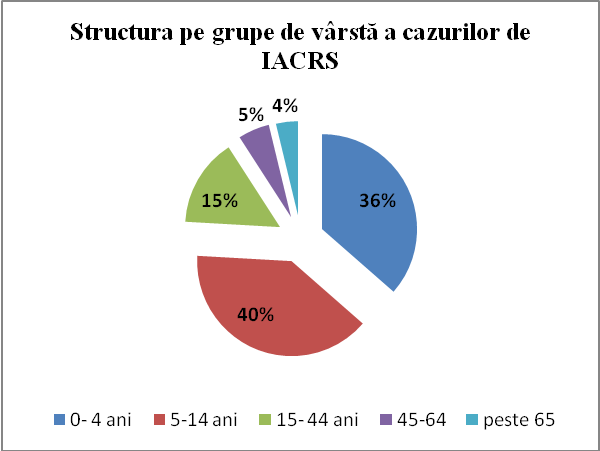 Structura pe grupe de vârstă a cazurilor de
IACRS
5%
4%
15%
36%
40%
0- 4 ani
5-14 ani
15- 44 ani
45-64
peste 65